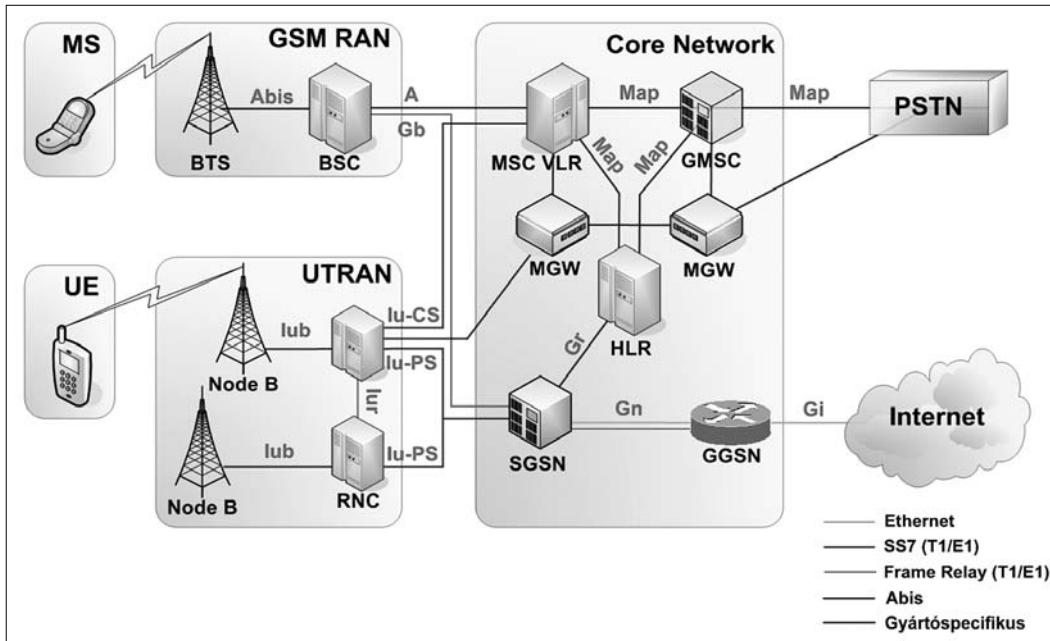 MS
GSM RAN
Core Network
Abis
A
Gb
BTS
BSC
MSC VLR
Map
GMSC
Map
PSTN
Map
Map
MGW
MGW
UE
UTRAN
Iub
Iu-CS
Iu-PS
Node B
Iur
HLR
Gr
Iub
Iu-PS
Node B
RNC
SGSN
Gn
GGSN
Gi
Internet
Ethernet
SS7 (T1/E1)
Frame Relay (T1/E1)
Abis
Gyártóspecifikus